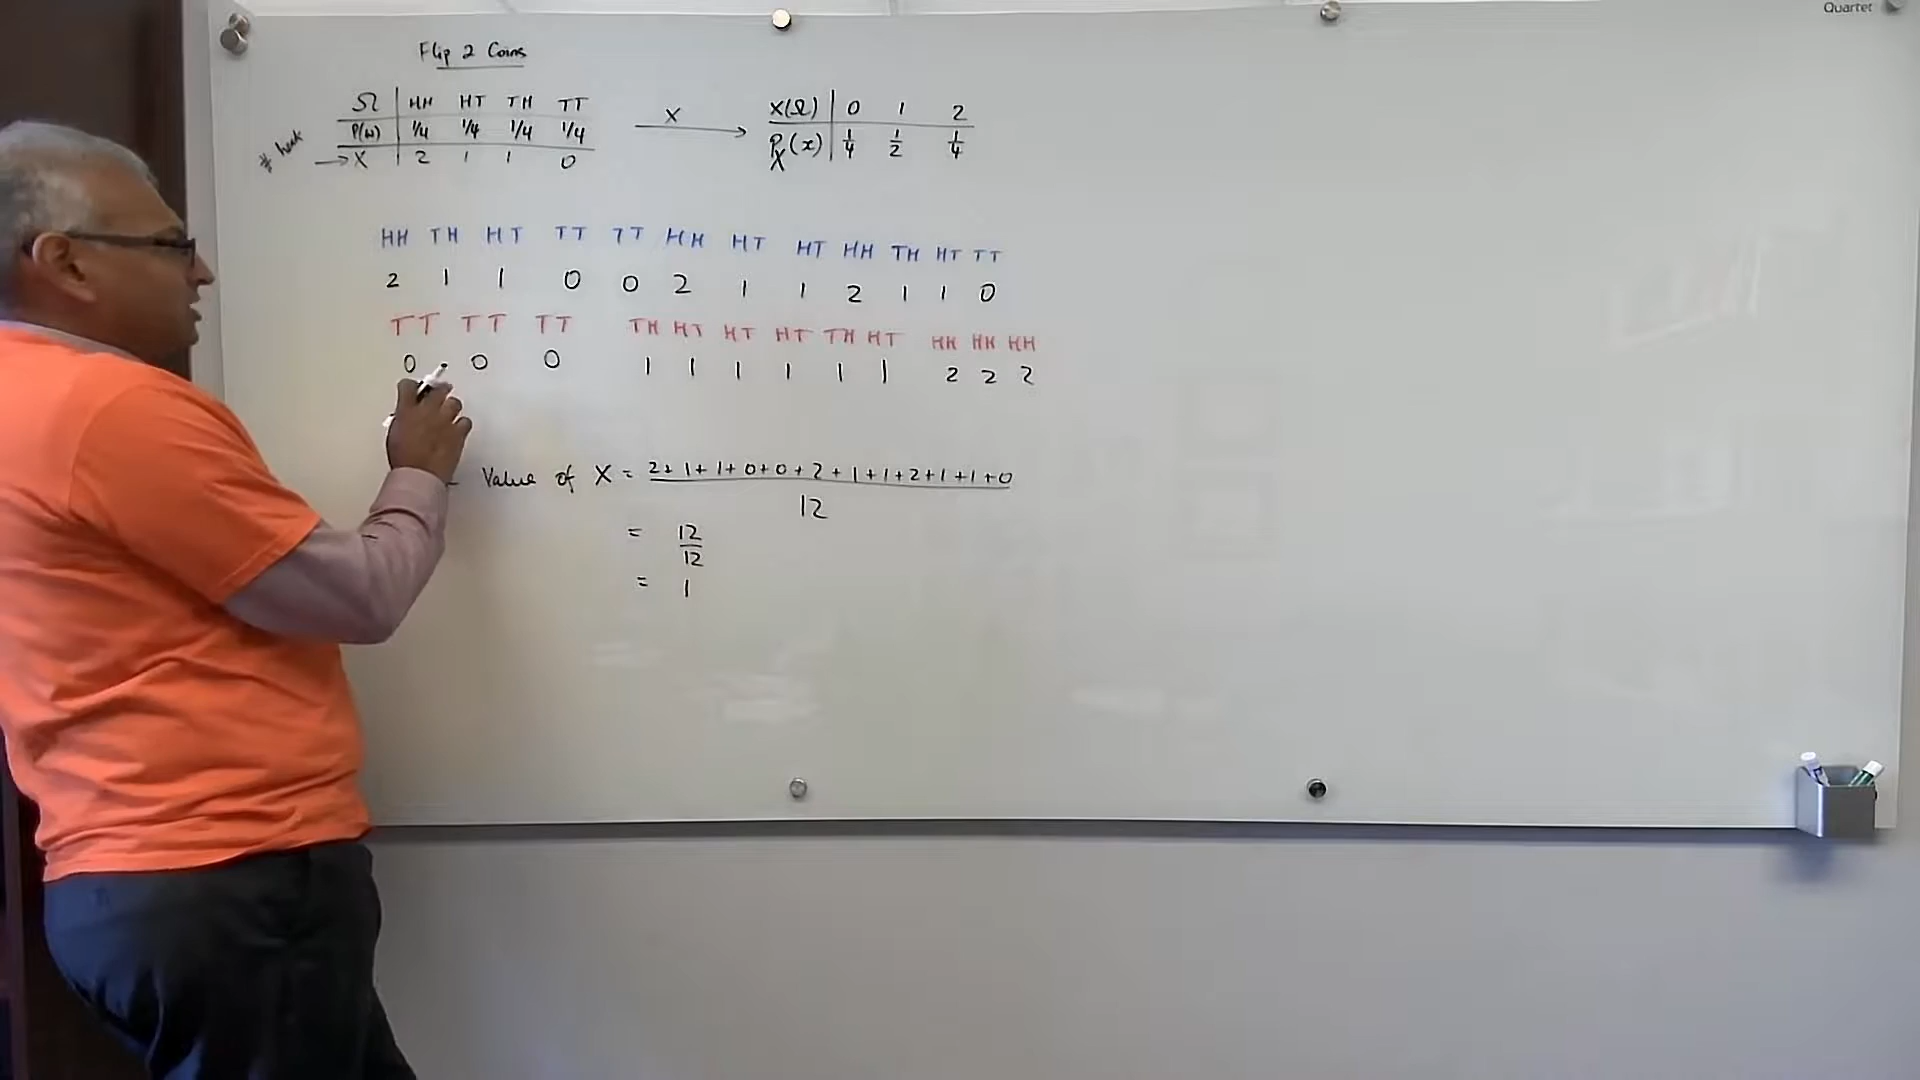 Quartet
Flip 2 Coins
Ω HH HT TH TT
P(ω) 1/4 1/4 1/4 1/4
# heads → X 2 1 1 0
X
X(Ω) 0 1 2
P_X(x) 1/4 1/2 1/4
HH TH HT TT TT HH HT HT HH TH HT TT
2 1 1 0 0 2 1 1 2 1 1 0
TT TT TT TH HT HT HT TH HT HH HH HH
0 0 0 1 1 1 1 1 1 2 2 2
Value of X = 2+1+1+0+0+2+1+1+2+1+1+0
12
= 12
12
= 1